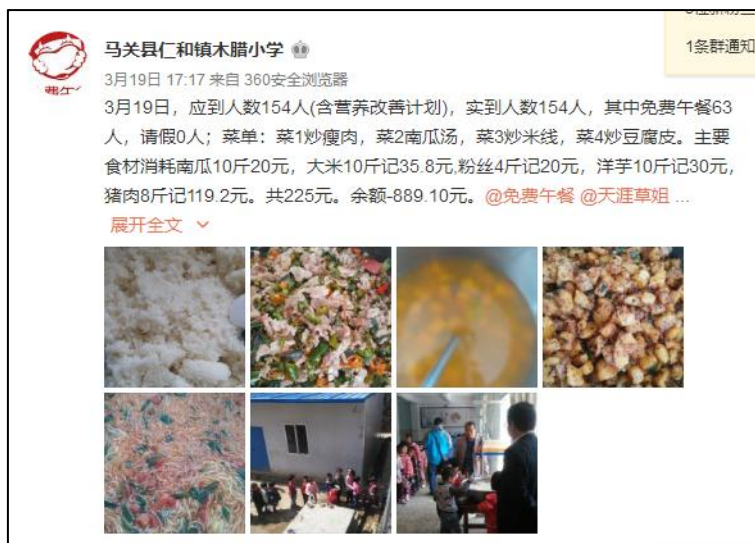 马关县仁和镇木腊小学
1条群通知
3月19日 17:17 来自 360安全浏览器
3月19日，应到人数154人(含营养改善计划)，实到人数154人，其中免费午餐63
人，请假0人；菜单：菜1炒瘦肉，菜2南瓜汤，菜3炒米线，菜4炒豆腐皮。主要
食材消耗南瓜10斤20元，大米10斤记35.8元,粉丝4斤记20元，洋芋10斤记30元，
猪肉8斤记119.2元。共225元。余额-889.10元。@免费午餐 @天涯草姐 ...
展开全文